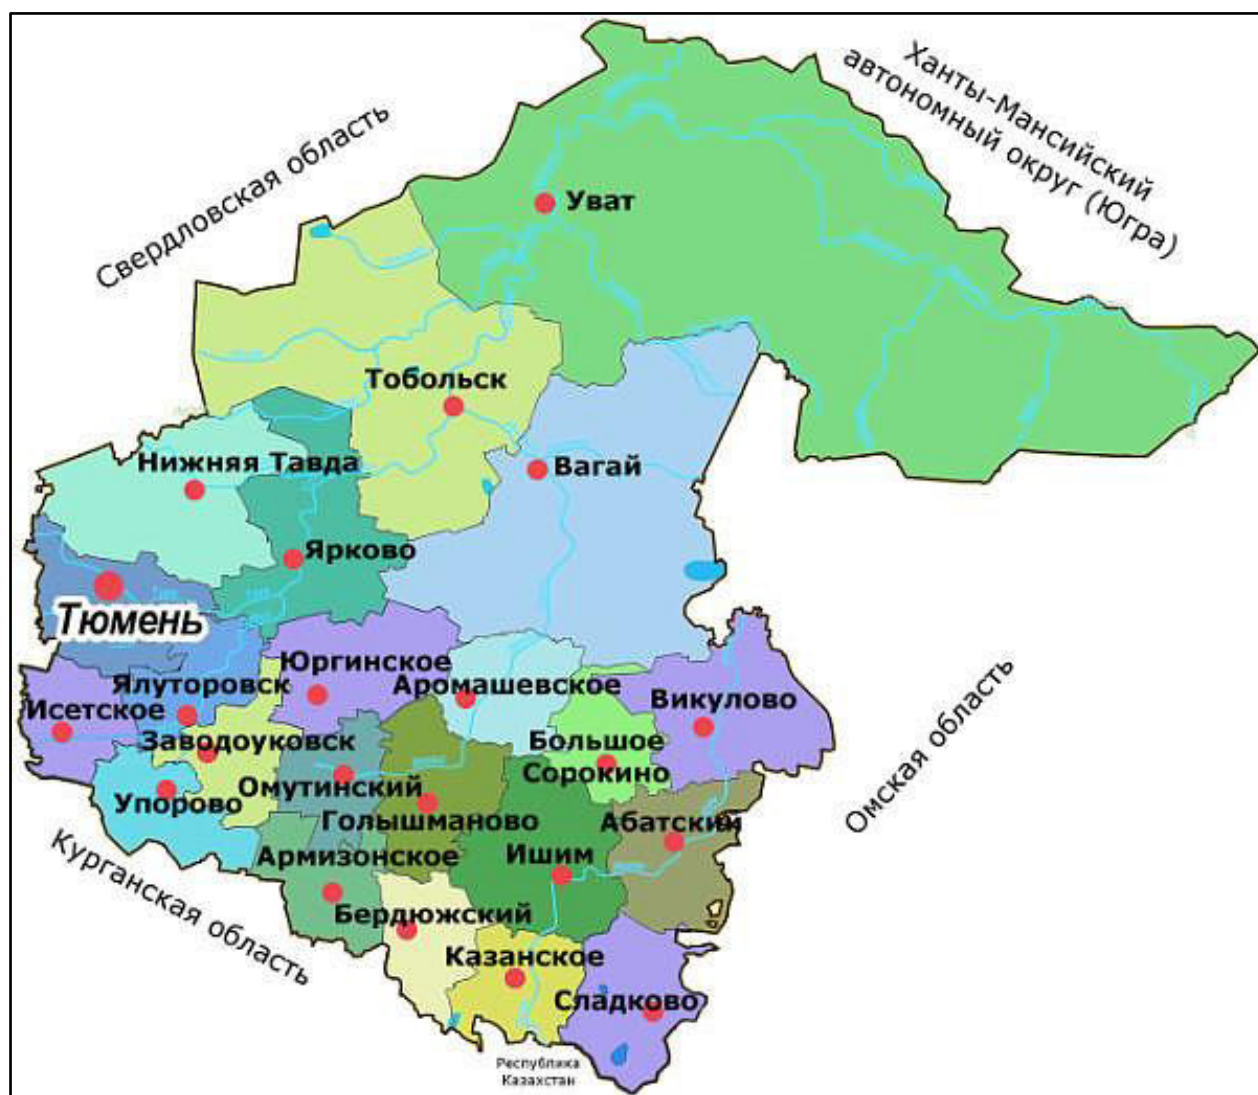 Ханты-Мансийский
автономный округ (Югра)
Свердловская область
Уват
Тобольск
Нижняя Тавда
Вагай
Ярково
Тюмень
Юргинское
Аромашевское
Ялуторовск
Викулово
Исетское
Заводоуковск
Большое
Сорокино
Омутинский
Упорово
Голышманово
Абатский
Армизонское
Ишим
Бердюжский
Казанское
Сладково
Омская область
Курганская область
Республика
Казахстан